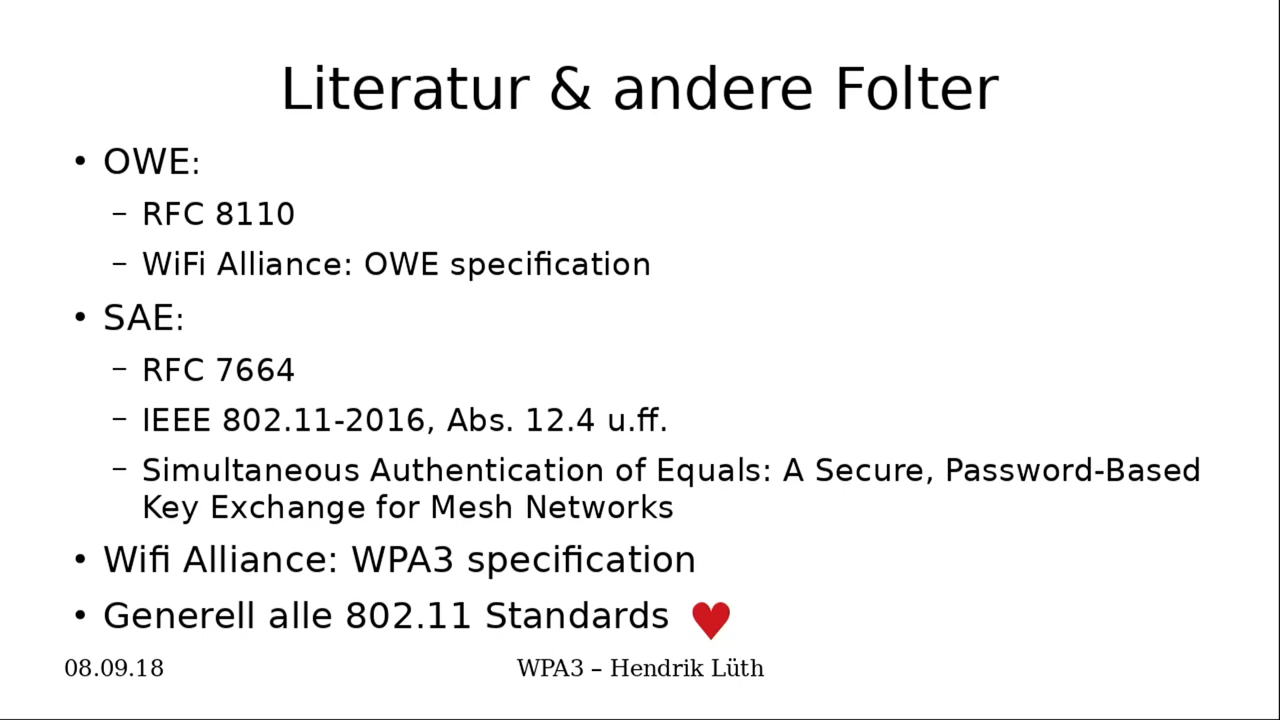 Literatur & andere Folter
• OWE:
– RFC 8110
– WiFi Alliance: OWE specification
• SAE:
– RFC 7664
– IEEE 802.11-2016, Abs. 12.4 u.ff.
– Simultaneous Authentication of Equals: A Secure, Password-Based
Key Exchange for Mesh Networks
• Wifi Alliance: WPA3 specification
• Generell alle 802.11 Standards ♥
08.09.18
WPA3 – Hendrik Lüth